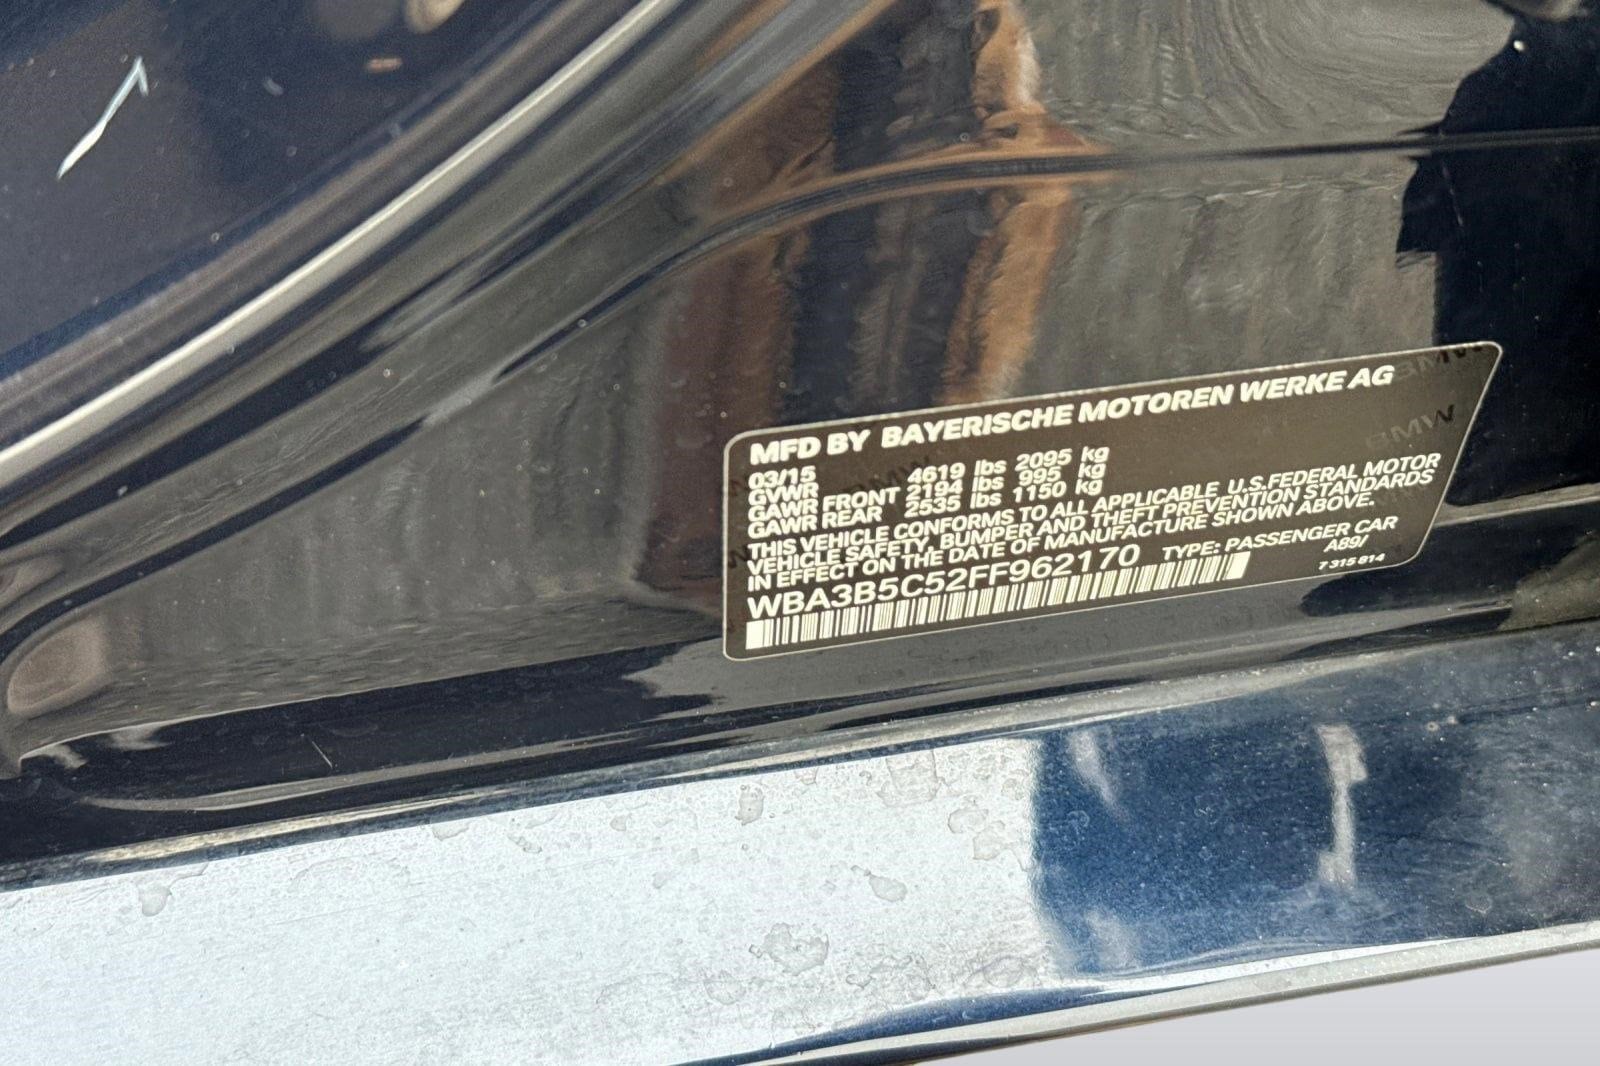 MFD BY BAYERISCHE MOTOREN WERKE AG
03/15
GVWR 4619 lbs 2095 kg
GAWR FRONT 2194 lbs 995 kg
GAWR REAR 2535 lbs 1150 kg
THIS VEHICLE CONFORMS TO ALL APPLICABLE U.S.FEDERAL MOTOR
VEHICLE SAFETY, BUMPER AND THEFT PREVENTION STANDARDS
IN EFFECT ON THE DATE OF MANUFACTURE SHOWN ABOVE.
WBA3B5C52FF962170 TYPE: PASSENGER CAR
A89/
7 315 814
BMW
BMW